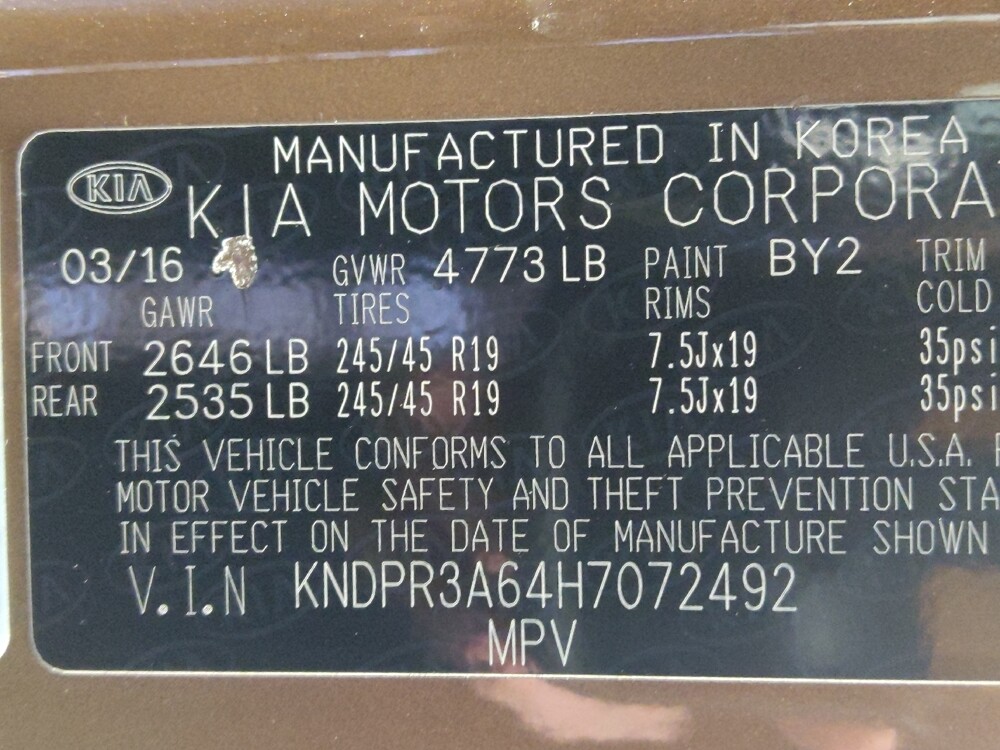 MANUFACTURED IN KOREA
KIA KIA MOTORS CORPORA
03/16 GVWR 4773 LB PAINT BY2 TRIM
GAWR TIRES RIMS COLD
FRONT 2646 LB 245/45 R19 7.5Jx19 35psi
REAR 2535 LB 245/45 R19 7.5Jx19 35psi
THIS VEHICLE CONFORMS TO ALL APPLICABLE U.S.A.
MOTOR VEHICLE SAFETY AND THEFT PREVENTION STA
IN EFFECT ON THE DATE OF MANUFACTURE SHOWN
V.I.N KNDPR3A64H7072492
MPV